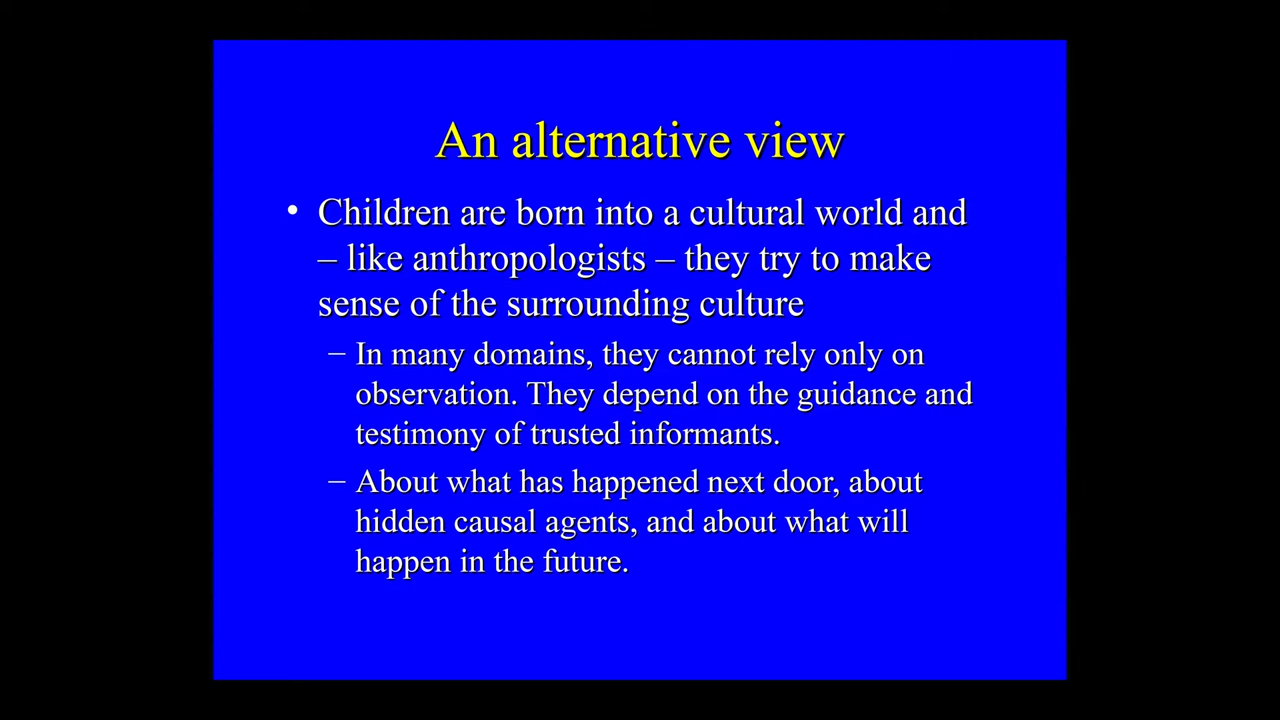 An alternative view
• Children are born into a cultural world and
– like anthropologists – they try to make
sense of the surrounding culture
– In many domains, they cannot rely only on
observation. They depend on the guidance and
testimony of trusted informants.
– About what has happened next door, about
hidden causal agents, and about what will
happen in the future.